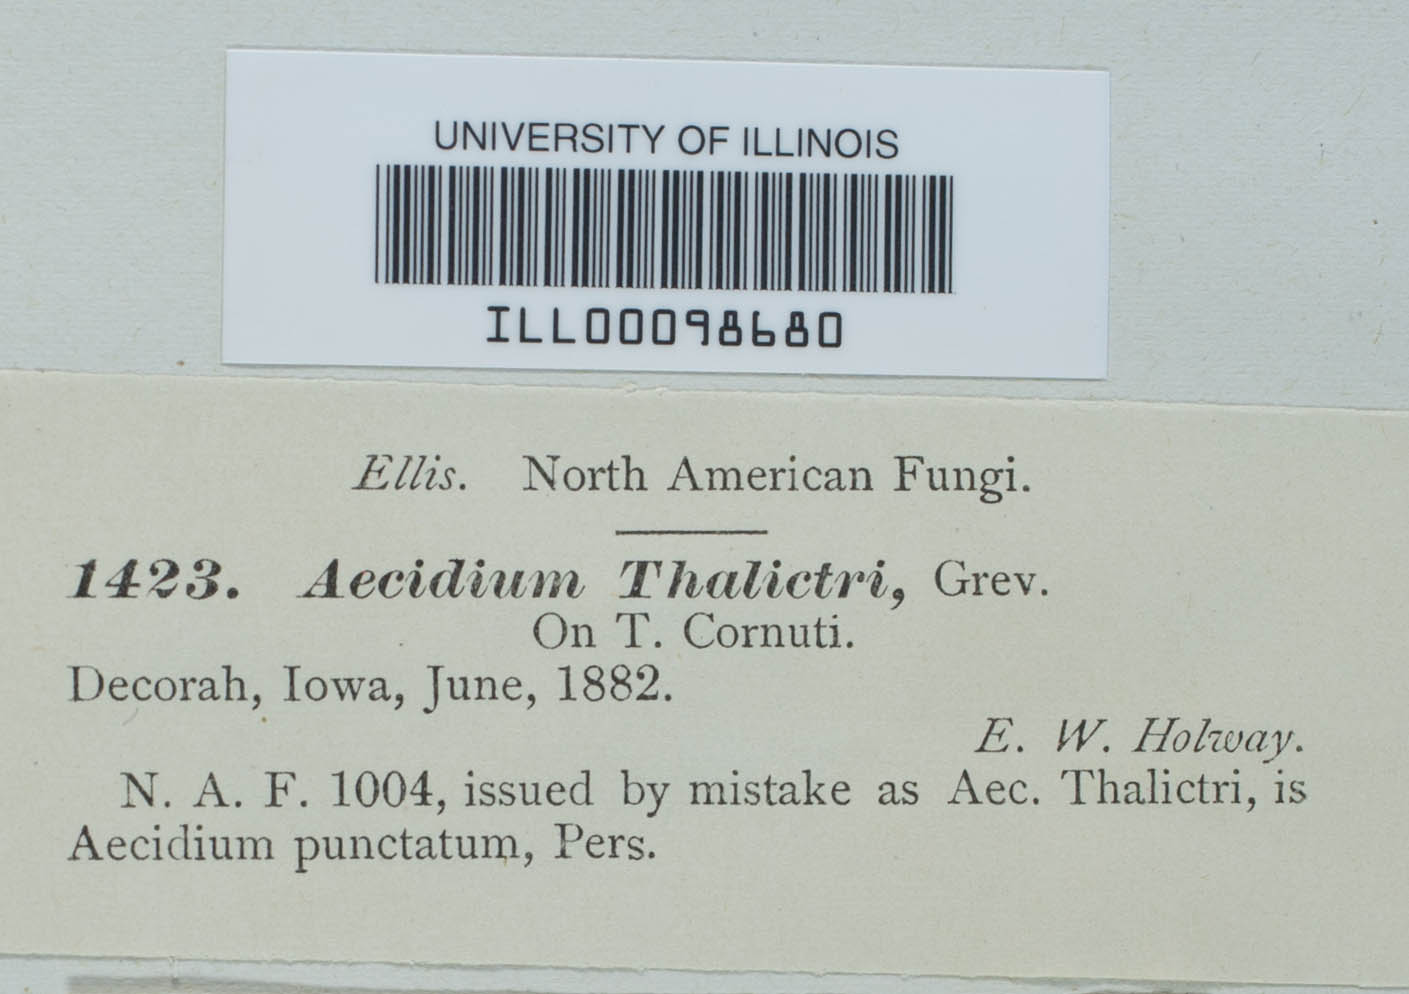 UNIVERSITY OF ILLINOIS
ILL00098680
Ellis. North American Fungi.
1423. Aecidium Thalictri, Grev.
On T. Cornuti.
Decorah, Iowa, June, 1882.
E. W. Holway.
N. A. F. 1004, issued by mistake as Aec. Thalictri, is
Aecidium punctatum, Pers.